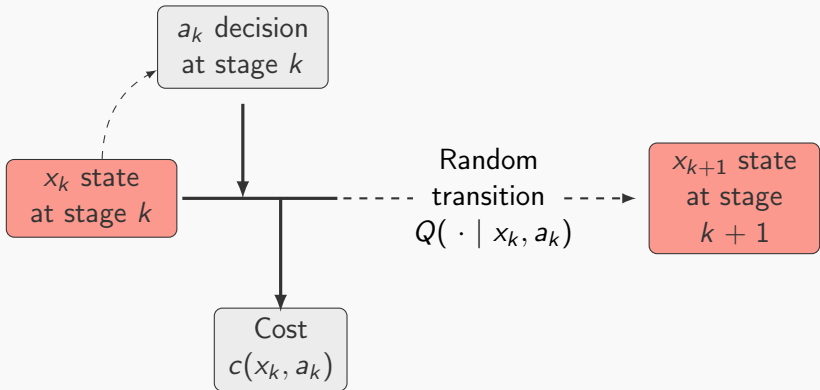 a_k decision
at stage k
x_k state
at stage k
Random
transition
Q( · | x_k, a_k)
x_{k+1} state
at stage
k + 1
Cost
c(x_k, a_k)